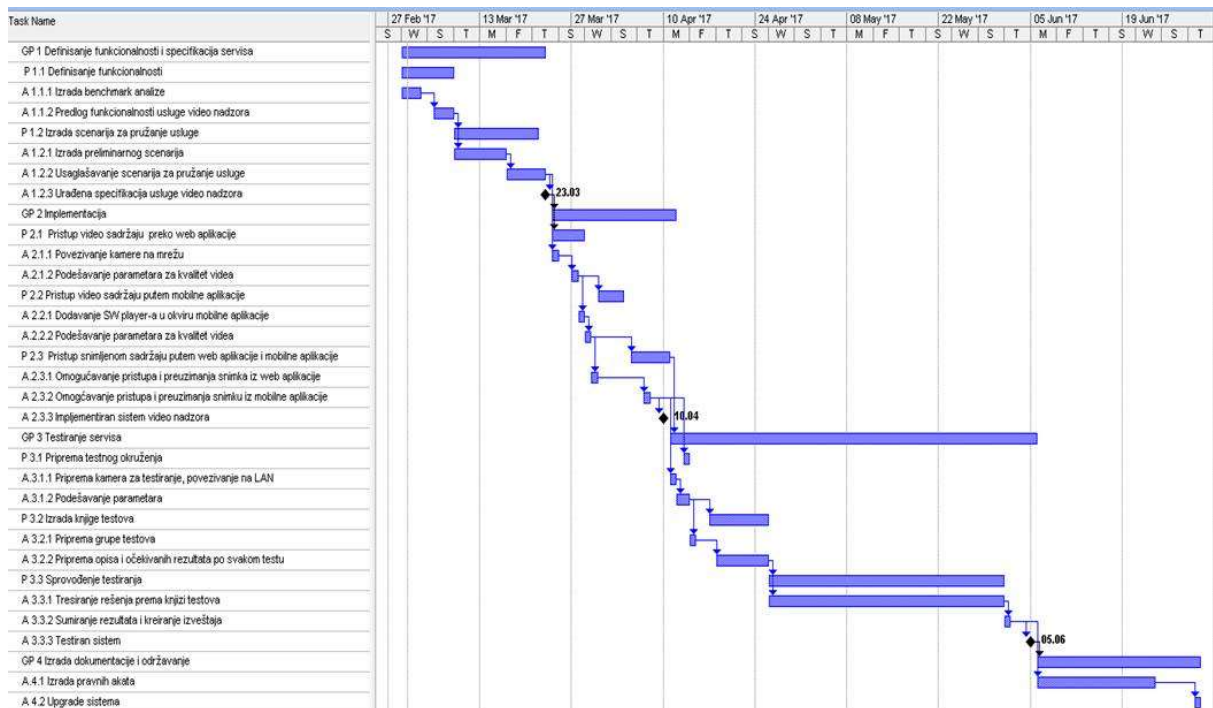 Task Name
27 Feb '17 13 Mar '17 27 Mar '17 10 Apr '17 24 Apr '17 08 May '17 22 May '17 05 Jun '17 19 Jun '17
S W S T M F T S W S T M F T S W S T M F T S W S T M F T S W S T
GP 1 Definisanje funkcionalnosti i specifikacija servisa
P 1.1 Definisanje funkcionalnosti
A 1.1.1 Izrada benchmark analize
A 1.1.2 Predlog funkcionalnosti usluge video nadzora
P 1.2 Izrada scenarija za pružanje usluge
A 1.2.1 Izrada preliminarnog scenarija
A 1.2.2 Usaglašavanje scenarija za pružanje usluge
A 1.2.3 Urađena specifikacija usluge video nadzora 23.03
GP 2 Implementacija
P 2.1 Pristup video sadržaju preko web aplikacije
A 2.1.1 Povezivanje kamere na mrežu
A.2.1.2 Podešavanje parametara za kvalitet videa
P 2.2 Pristup video sadržaju putem mobilne aplikacije
A 2.2.1 Dodavanje SW player-a u okviru mobilne aplikacije
A.2.2.2 Podešavanje parametara za kvalitet videa
P 2.3 Pristup snimljenom sadržaju putem web aplikacije i mobilne aplikacije
A.2.3.1 Omogućavanje pristupa i preuzimanja snimka iz web aplikacije
A 2.3.2 Omogćavanje pristupa i preuzimanja snimku iz mobilne aplikacije
A 2.3.3 Impljementiran sistem video nadzora 10.04
GP 3 Testiranje servisa
P 3.1 Priprema testnog okruženja
A.3.1.1 Priprema kamera za testiranje, povezivanje na LAN
A.3.1.2 Podešavanje parametara
P 3.2 Izrada knjige testova
A.3.2.1 Priprema grupe testova
A 3.2.2 Priprema opisa i očekivanih rezultata po svakom testu
P 3.3 Sprovođenje testiranja
A 3.3.1 Tresiranje rešenja prema knjizi testova
A 3.3.2 Sumiranje rezultata i kreiranje izveštaja
A 3.3.3 Testiran sistem 05.06
GP 4 Izrada dokumentacije i održavanje
A.4.1 Izrada pravnih akata
A 4.2 Upgrade sistema